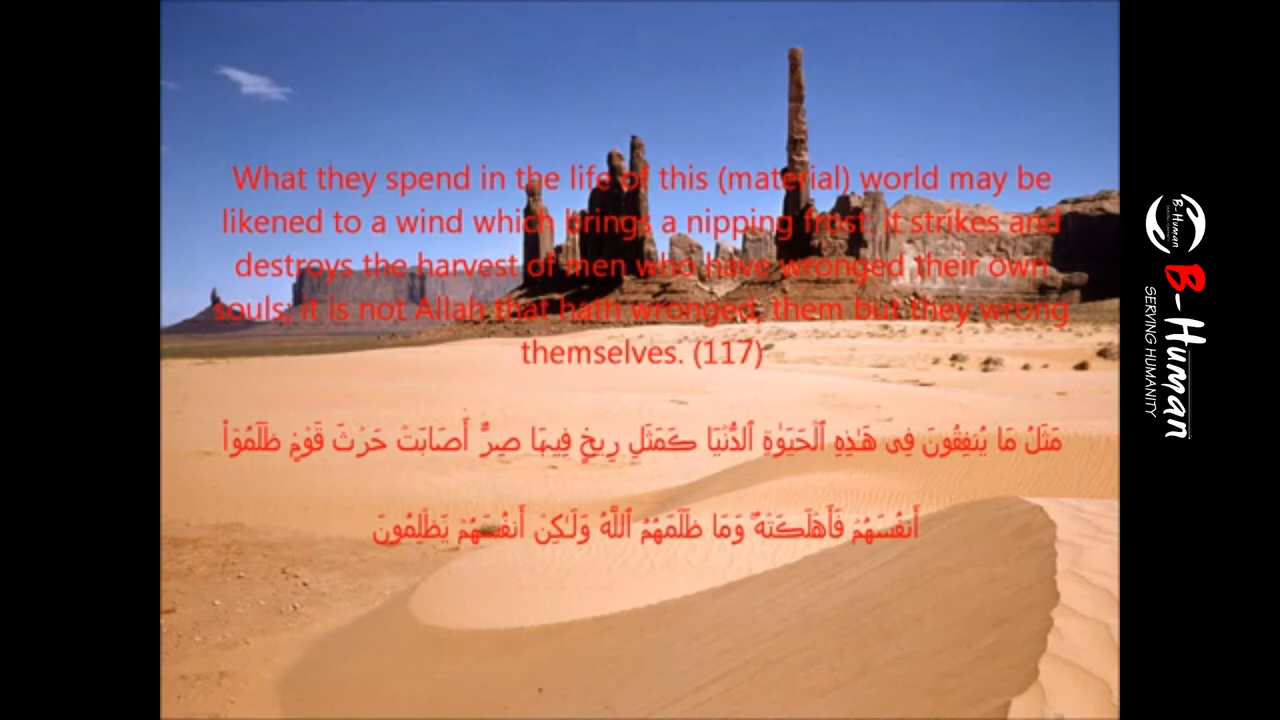 What they spend in the life of this (material) world may be
likened to a wind which brings a nipping frost: it strikes and
destroys the harvest of men who have wronged their own
souls; it is not Allah that hath wronged, them but they wrong
themselves. (117)
مَثَلُ مَا يُنفِقُونَ فِى هَـٰذِهِ ٱلْحَيَوٰةِ ٱلدُّنْيَا ڪَمَثَلِ رِيحٍ فِيہَا صِرٌّ أَصَابَتْ حَرْثَ قَوْمٍ ظَلَمُوٓاْ
أَنفُسَهُمْ فَأَهْلَڪَتْهُ‌ۚ وَمَا ظَلَمَهُمُ ٱللَّهُ وَلَـٰكِنْ أَنفُسَهُمْ يَظْلِمُونَ
B-Human
B-Human
SERVING HUMANITY